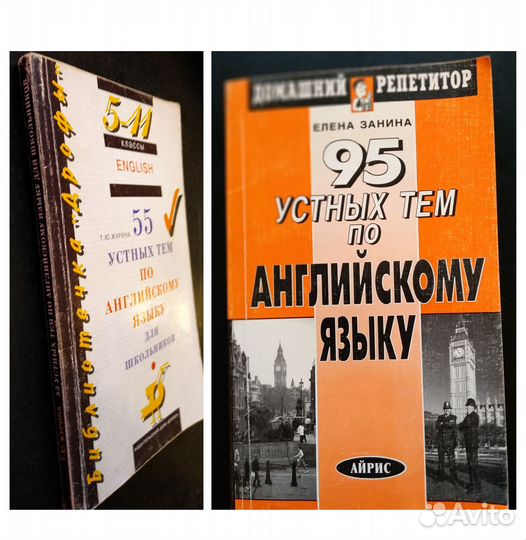 Библиотечка "Дрофы"
5-11
КЛАССЫ
ENGLISH
Т.Ю.ЖУРИНА 55
УСТНЫХ ТЕМ
ПО
АНГЛИЙСКОМУ
ЯЗЫКУ
ДЛЯ
ШКОЛЬНИКОВ
ДОМАШНИЙ РЕПЕТИТОР
ЕЛЕНА ЗАНИНА
95
УСТНЫХ ТЕМ
ПО
АНГЛИЙСКОМУ
ЯЗЫКУ
АЙРИС
Avito